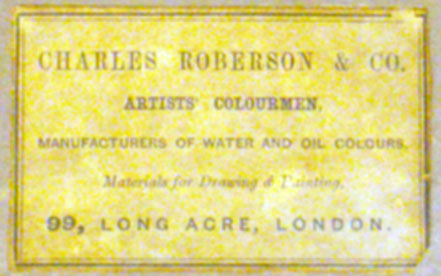 CHARLES ROBERSON & CO.
ARTISTS' COLOURMEN,
MANUFACTURERS OF WATER AND OIL COLOURS,
Materials for Drawing & Painting,
99, LONG ACRE, LONDON.